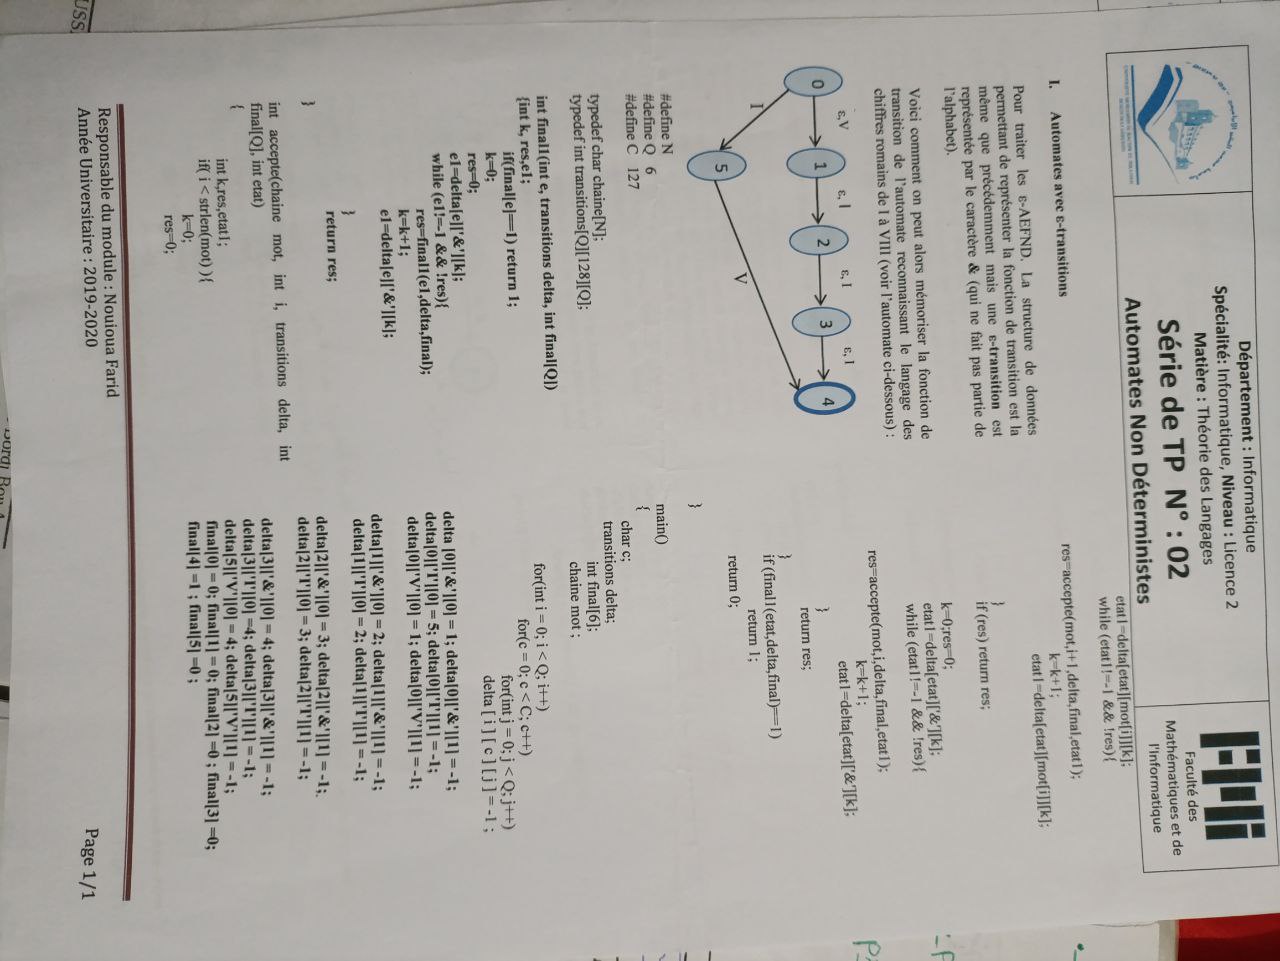 Département : Informatique
Spécialité: Informatique, Niveau : Licence 2
Matière : Théorie des Langages
Série de TP N° : 02
Automates Non Déterministes
Faculté des
Mathématiques et de
l'Informatique
I. Automates avec ε-transitions
Pour traiter les ε-AEFND. La structure de données
permettant de représenter la fonction de transition est la
même que précédemment mais une ε-transition est
représentée par le caractère & (qui ne fait pas partie de
l'alphabet).
Voici comment on peut alors mémoriser la fonction de
transition de l'automate reconnaissant le langage des
chiffres romains de I à VIII (voir l'automate ci-dessous) :
0
ε,V
1
ε, I
2
ε, I
3
ε, I
4
I
5
V
#define N
#define Q 6
#define C 127
typedef char chaine[N];
typedef int transitions[Q][128][Q];
int final1(int e, transitions delta, int final[Q])
{int k, res,e1;
if(final[e]==1) return 1;
k=0;
res=0;
e1=delta[e]['&'][k];
while (e1!=-1 && !res){
res=final1(e1,delta,final);
k=k+1;
e1=delta[e]['&'][k];
}
return res;
}
int accepte(chaine mot, int i, transitions delta, int
final[Q], int etat)
{
int k,res,etat1;
if( i < strlen(mot) ){
k=0;
res=0;
etat1=delta[etat][mot[i]][k];
while (etat1!=-1 && !res){
res=accepte(mot,i+1,delta,final,etat1);
k=k+1;
etat1=delta[etat][mot[i]][k];
}
if (res) return res;
k=0;res=0;
etat1=delta[etat]['&'][k];
while (etat1!=-1 && !res){
res=accepte(mot,i,delta,final,etat1);
k=k+1;
etat1=delta[etat]['&'][k];
}
return res;
}
if (final1(etat,delta,final)==1)
return 1;
return 0;
}
main()
{
char c;
transitions delta;
int final[6];
chaine mot ;
for(int i = 0; i < Q; i++)
for(c = 0; c < C; c++)
for(int j = 0; j < Q; j++)
delta [ i ] [ c ] [ j ] = -1 ;
delta [0]['&'][0] = 1; delta[0]['&'][1] = -1;
delta[0]['I'][0] = 5; delta[0]['I'][1] = -1;
delta[0]['V'][0] = 1; delta[0]['V'][1] = -1;
delta[1]['&'][0] = 2; delta[1]['&'][1] = -1;
delta[1]['I'][0] = 2; delta[1]['I'][1] = -1;
delta[2]['&'][0] = 3; delta[2]['&'][1] = -1;
delta[2]['I'][0] = 3; delta[2]['I'][1] = -1;
delta[3]['&'][0] = 4; delta[3]['&'][1] = -1;
delta[3]['I'][0] =4; delta[3]['I'][1] = -1;
delta[5]['V'][0] = 4; delta[5]['V'][1] = -1;
final[0] = 0; final[1] = 0; final[2] =0 ; final[3] =0;
final[4] =1 ; final[5] =0 ;
Responsable du module : Nouioua Farid
Année Universitaire : 2019-2020
Page 1/1